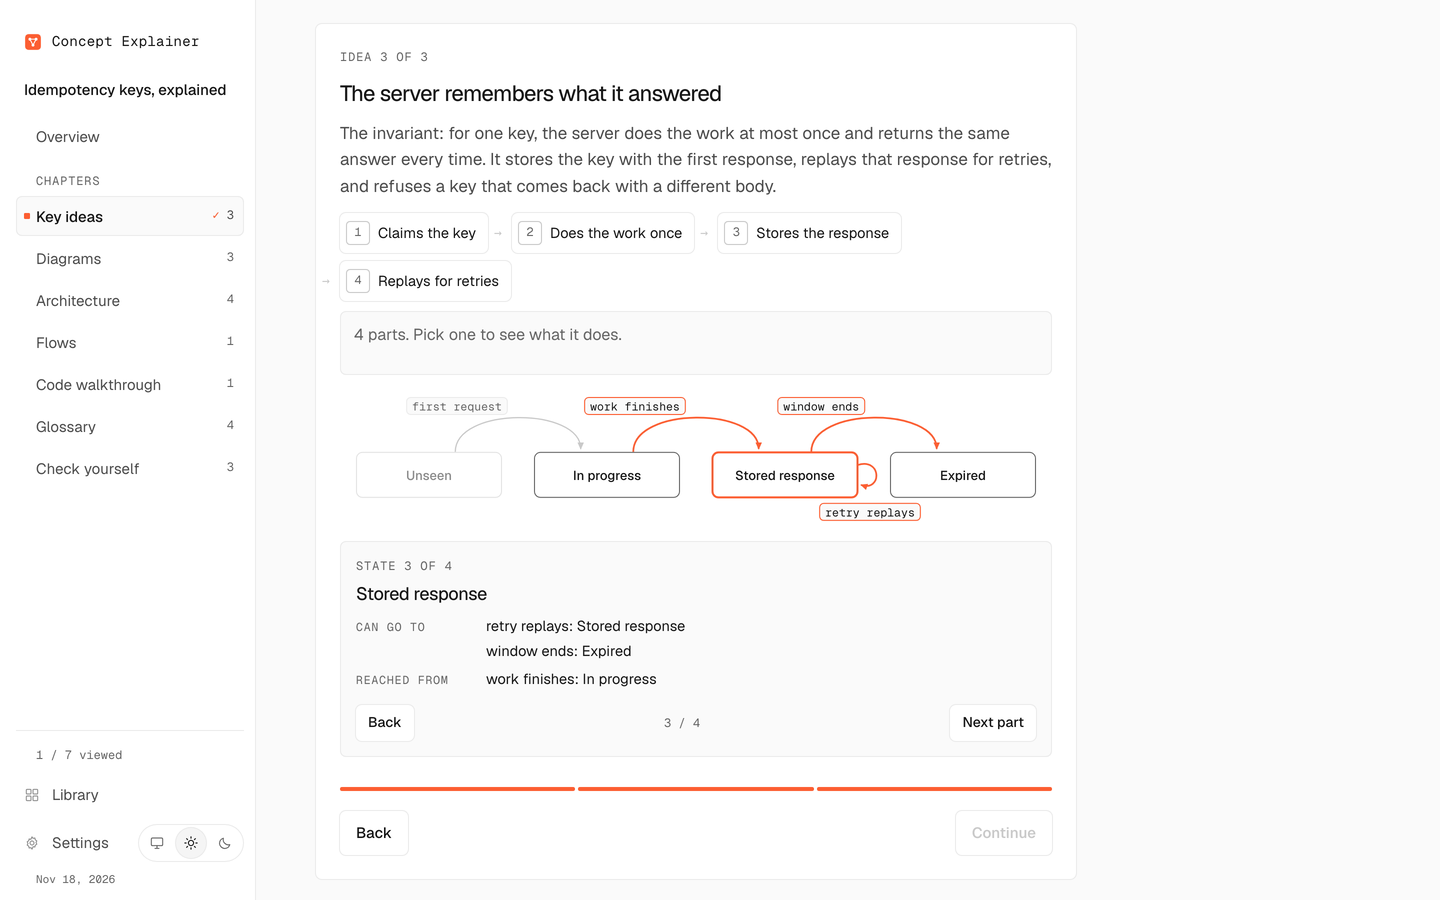 Concept Explainer
Idempotency keys, explained
Overview
CHAPTERS
Key ideas ✓ 3
Diagrams 3
Architecture 4
Flows 1
Code walkthrough 1
Glossary 4
Check yourself 3
1 / 7 viewed
Library
Settings
Nov 18, 2026
IDEA 3 OF 3
The server remembers what it answered
The invariant: for one key, the server does the work at most once and returns the same
answer every time. It stores the key with the first response, replays that response for retries,
and refuses a key that comes back with a different body.
1 Claims the key → 2 Does the work once → 3 Stores the response
→ 4 Replays for retries
4 parts. Pick one to see what it does.
first request work finishes window ends
Unseen In progress Stored response Expired
retry replays
STATE 3 OF 4
Stored response
CAN GO TO retry replays: Stored response
window ends: Expired
REACHED FROM work finishes: In progress
Back 3 / 4 Next part
Back Continue